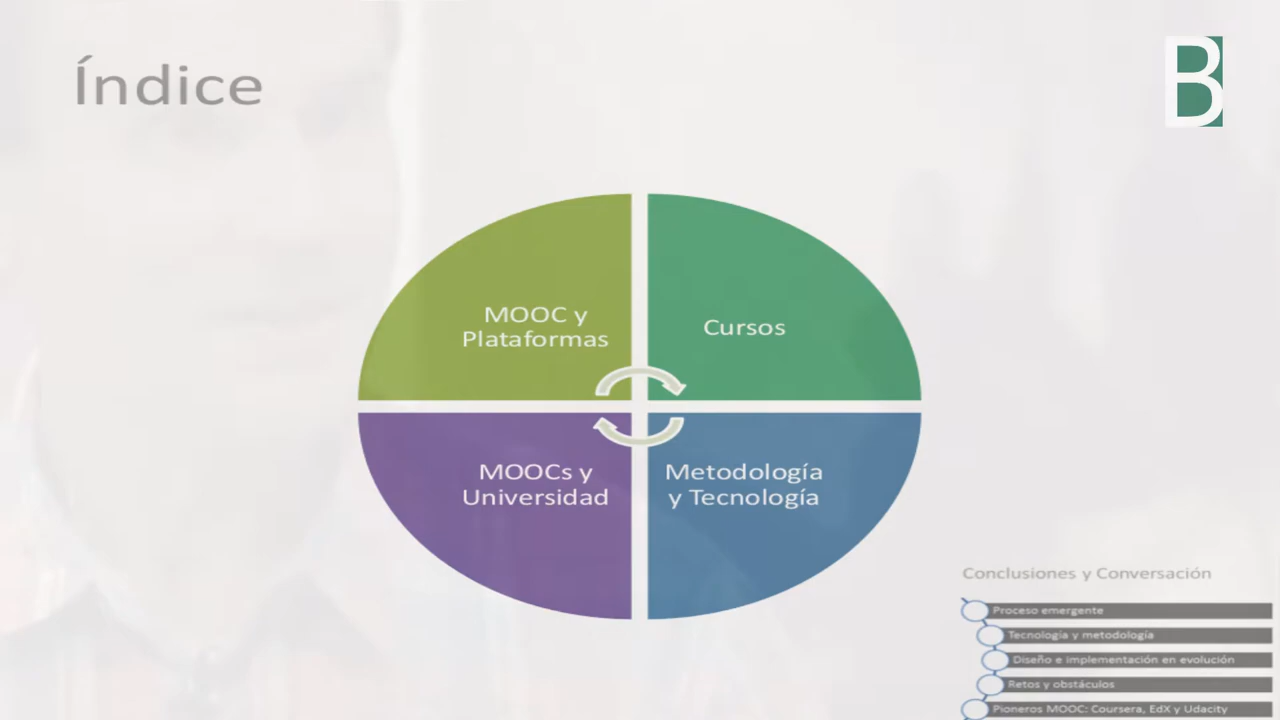 Índice
B
MOOC y
Plataformas
Cursos
MOOCs y
Universidad
Metodología
y Tecnología
Conclusiones y Conversación
Proceso emergente
Tecnología y metodología
Diseño e implementación en evolución
Retos y obstáculos
Pioneros MOOC: Coursera, EdX y Udacity